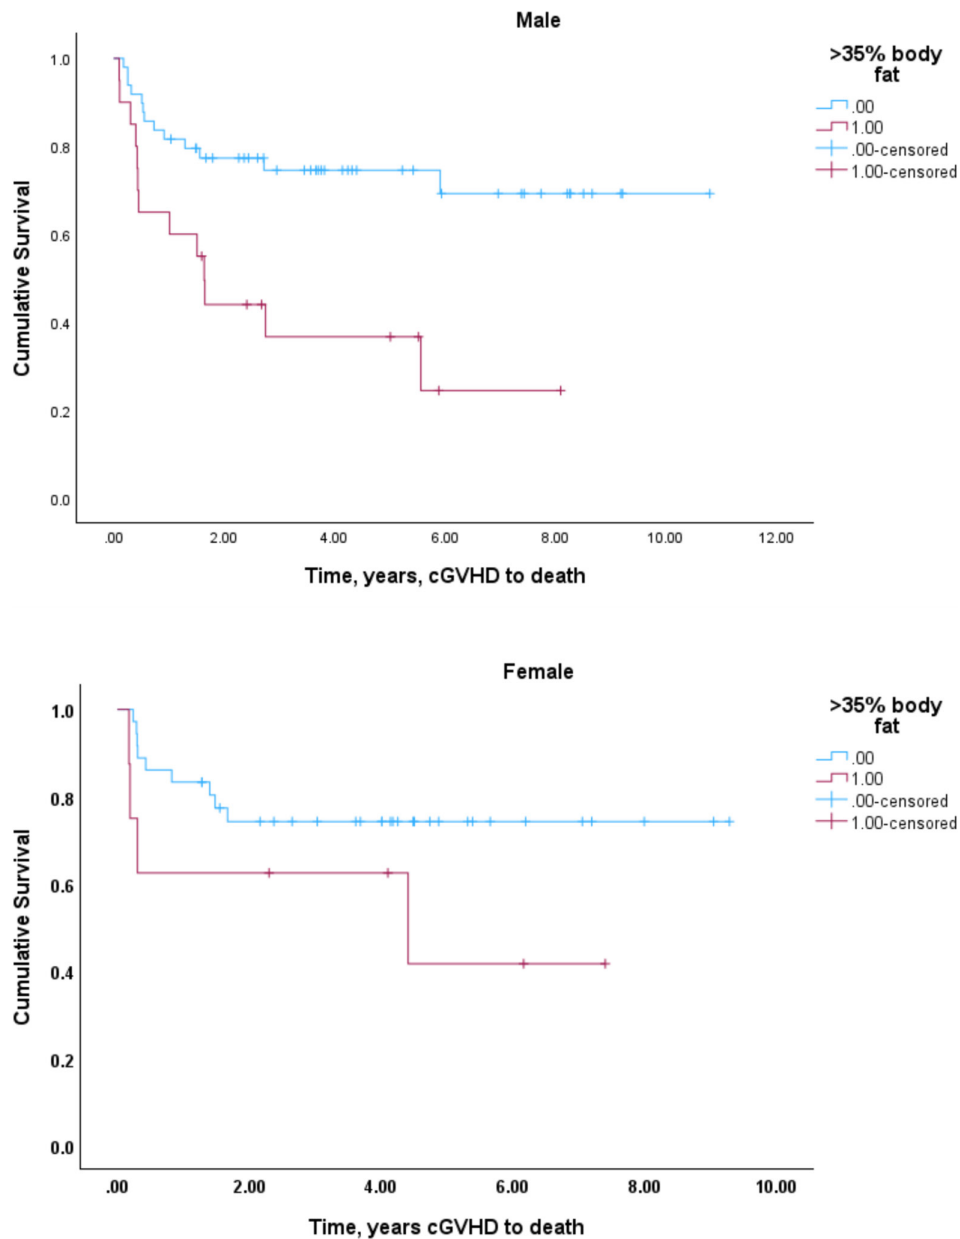 Male
>35% body
fat
.00
1.00
.00-censored
1.00-censored
Cumulative Survival
1.0
0.8
0.6
0.4
0.2
0.0
.00 2.00 4.00 6.00 8.00 10.00 12.00
Time, years, cGVHD to death
Female
>35% body
fat
.00
1.00
.00-censored
1.00-censored
Cumulative Survival
1.0
0.8
0.6
0.4
0.2
0.0
.00 2.00 4.00 6.00 8.00 10.00
Time, years cGVHD to death